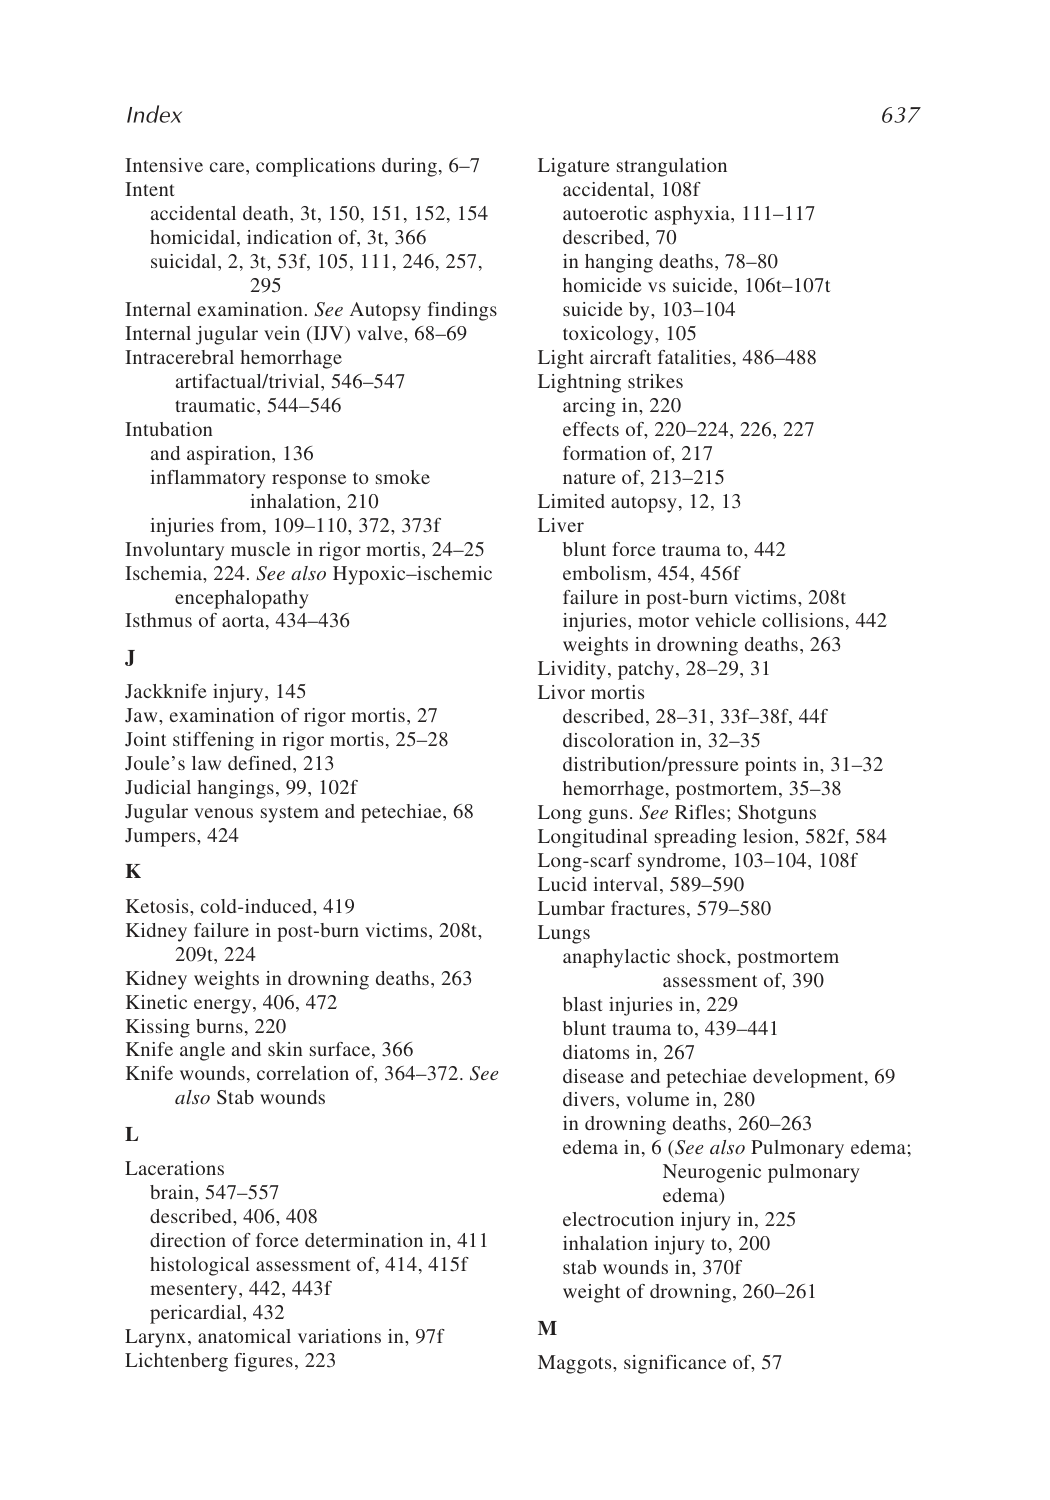 Index 637
Intensive care, complications during, 6–7
Intent
accidental death, 3t, 150, 151, 152, 154
homicidal, indication of, 3t, 366
suicidal, 2, 3t, 53f, 105, 111, 246, 257,
295
Internal examination. See Autopsy findings
Internal jugular vein (IJV) valve, 68–69
Intracerebral hemorrhage
artifactual/trivial, 546–547
traumatic, 544–546
Intubation
and aspiration, 136
inflammatory response to smoke
inhalation, 210
injuries from, 109–110, 372, 373f
Involuntary muscle in rigor mortis, 24–25
Ischemia, 224. See also Hypoxic–ischemic
encephalopathy
Isthmus of aorta, 434–436
J
Jackknife injury, 145
Jaw, examination of rigor mortis, 27
Joint stiffening in rigor mortis, 25–28
Joule's law defined, 213
Judicial hangings, 99, 102f
Jugular venous system and petechiae, 68
Jumpers, 424
K
Ketosis, cold-induced, 419
Kidney failure in post-burn victims, 208t,
209t, 224
Kidney weights in drowning deaths, 263
Kinetic energy, 406, 472
Kissing burns, 220
Knife angle and skin surface, 366
Knife wounds, correlation of, 364–372. See
also Stab wounds
L
Lacerations
brain, 547–557
described, 406, 408
direction of force determination in, 411
histological assessment of, 414, 415f
mesentery, 442, 443f
pericardial, 432
Larynx, anatomical variations in, 97f
Lichtenberg figures, 223
Ligature strangulation
accidental, 108f
autoerotic asphyxia, 111–117
described, 70
in hanging deaths, 78–80
homicide vs suicide, 106t–107t
suicide by, 103–104
toxicology, 105
Light aircraft fatalities, 486–488
Lightning strikes
arcing in, 220
effects of, 220–224, 226, 227
formation of, 217
nature of, 213–215
Limited autopsy, 12, 13
Liver
blunt force trauma to, 442
embolism, 454, 456f
failure in post-burn victims, 208t
injuries, motor vehicle collisions, 442
weights in drowning deaths, 263
Lividity, patchy, 28–29, 31
Livor mortis
described, 28–31, 33f–38f, 44f
discoloration in, 32–35
distribution/pressure points in, 31–32
hemorrhage, postmortem, 35–38
Long guns. See Rifles; Shotguns
Longitudinal spreading lesion, 582f, 584
Long-scarf syndrome, 103–104, 108f
Lucid interval, 589–590
Lumbar fractures, 579–580
Lungs
anaphylactic shock, postmortem
assessment of, 390
blast injuries in, 229
blunt trauma to, 439–441
diatoms in, 267
disease and petechiae development, 69
divers, volume in, 280
in drowning deaths, 260–263
edema in, 6 (See also Pulmonary edema;
Neurogenic pulmonary
edema)
electrocution injury in, 225
inhalation injury to, 200
stab wounds in, 370f
weight of drowning, 260–261
M
Maggots, significance of, 57